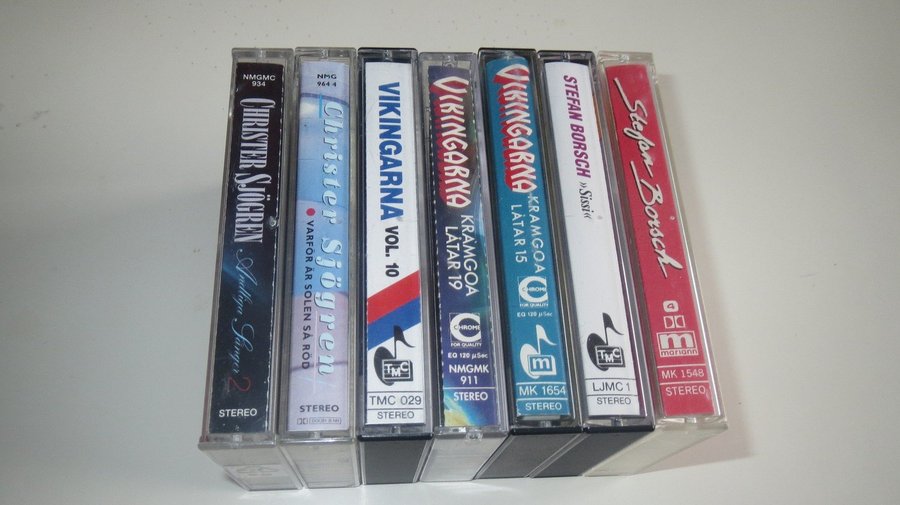 NMGMC
934
CHRISTER SJÖGREN
Andliga Sånger 2
STEREO
NMG
964 4
Christer Sjögren
VARFÖR ÄR SOLEN SÅ RÖD
STEREO
VIKINGARNA VOL. 10
TMC
TMC 029
STEREO
VIKINGARNA
KRAMGOA
LÅTAR 19
CHROME
FOR QUALITY
EQ 120 µSec
NMGMK
911
STEREO
VIKINGARNA
KRAMGOA
LÅTAR 15
CHROME
FOR QUALITY
EQ 120 µSec
m
MK 1654
STEREO
STEFAN BORSCH »Sissi«
TMC
LJMC 1
STEREO
Stefan Borsch
m
mariann
MK 1548
STEREO